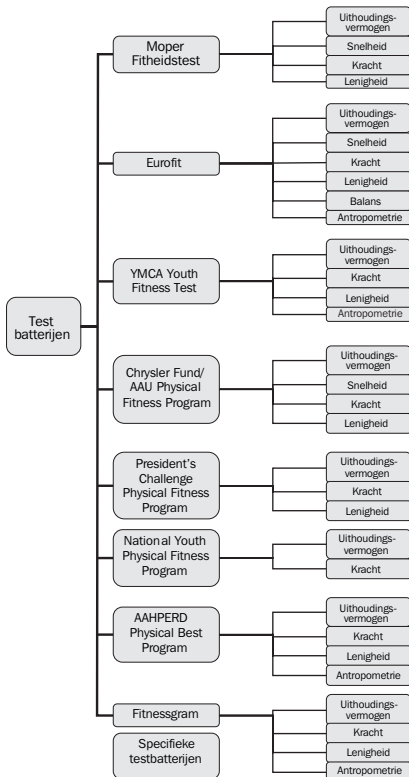 Test
batterijen
Moper
Fitheidstest
Uithoudings-
vermogen
Snelheid
Kracht
Lenigheid
Eurofit
Uithoudings-
vermogen
Snelheid
Kracht
Lenigheid
Balans
Antropometrie
YMCA Youth
Fitness Test
Uithoudings-
vermogen
Kracht
Lenigheid
Antropometrie
Chrysler Fund/
AAU Physical
Fitness Program
Uithoudings-
vermogen
Snelheid
Kracht
Lenigheid
President's
Challenge
Physical Fitness
Program
Uithoudings-
vermogen
Kracht
Lenigheid
National Youth
Physical Fitness
Program
Uithoudings-
vermogen
Kracht
AAHPERD
Physical Best
Program
Uithoudings-
vermogen
Kracht
Lenigheid
Antropometrie
Fitnessgram
Uithoudings-
vermogen
Kracht
Lenigheid
Antropometrie
Specifieke
testbatterijen